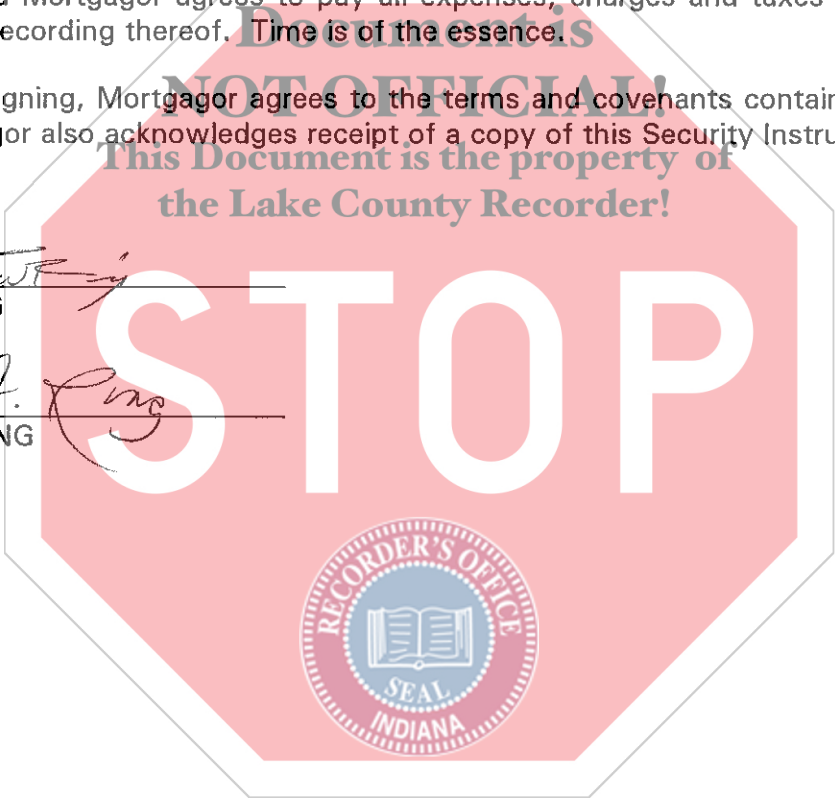 Mortgagor agrees to pay all expenses, charges and taxes
ecording thereof. Time is of the essence.
Document is
NOT OFFICIAL!
gning, Mortgagor agrees to the terms and covenants contain
or also acknowledges receipt of a copy of this Security Instru
This Document is the property of
the Lake County Recorder!
STOP
G
NG
RECORDER'S OFFICE
SEAL
INDIANA